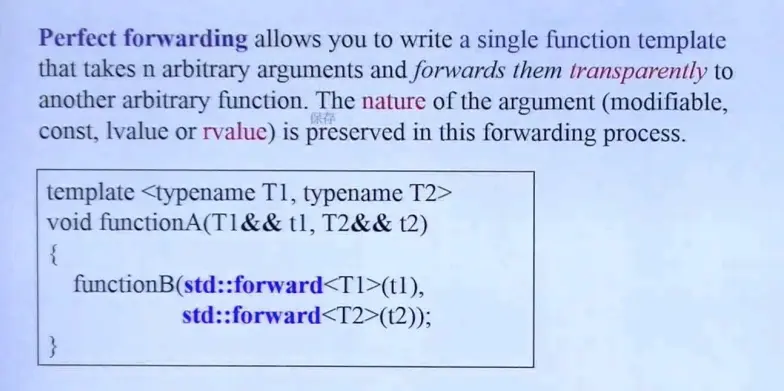 Perfect forwarding allows you to write a single function template
that takes n arbitrary arguments and forwards them transparently to
another arbitrary function. The nature of the argument (modifiable,
保存
const, lvalue or rvalue) is preserved in this forwarding process.
template <typename T1, typename T2>
void functionA(T1&& t1, T2&& t2)
{
functionB(std::forward<T1>(t1),
std::forward<T2>(t2));
}